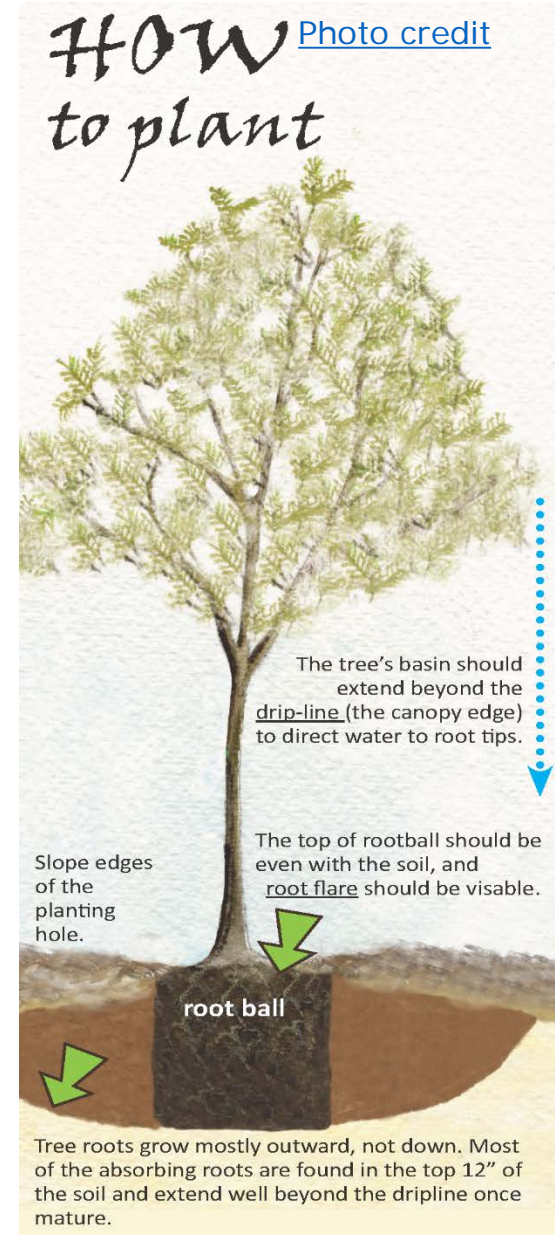 HOW Photo credit
to plant
The tree's basin should
extend beyond the
drip-line (the canopy edge)
to direct water to root tips.
The top of rootball should be
even with the soil, and
root flare should be visable.
Slope edges
of the
planting
hole.
root ball
Tree roots grow mostly outward, not down. Most
of the absorbing roots are found in the top 12" of
the soil and extend well beyond the dripline once
mature.